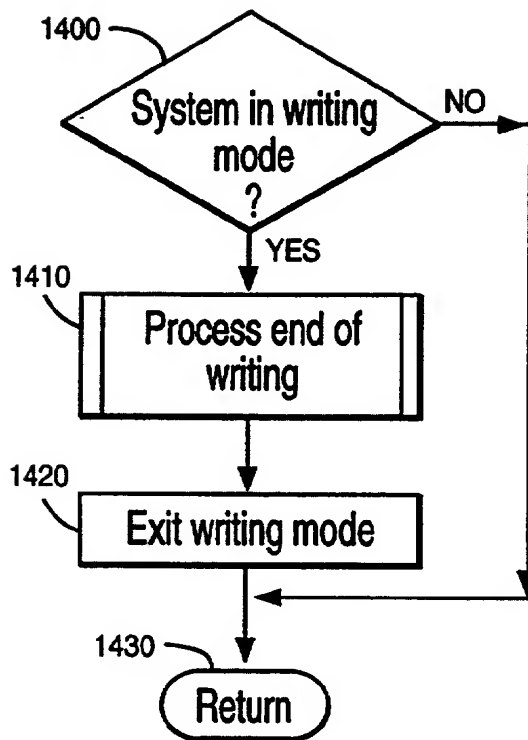 1400
System in writing
mode
?
NO
YES
1410
Process end of
writing
1420
Exit writing mode
1430
Return